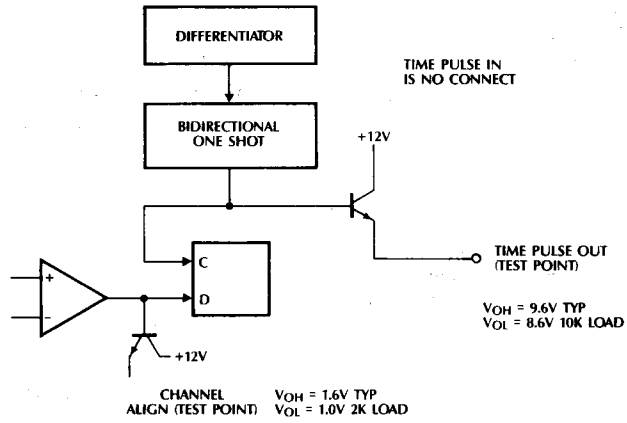 DIFFERENTIATOR
TIME PULSE IN
IS NO CONNECT
BIDIRECTIONAL
ONE SHOT
+12V
C
TIME PULSE OUT
(TEST POINT)
+
D
-
VOH = 9.6V TYP
VOL = 8.6V 10K LOAD
+12V
CHANNEL
ALIGN (TEST POINT)
VOH = 1.6V TYP
VOL = 1.0V 2K LOAD